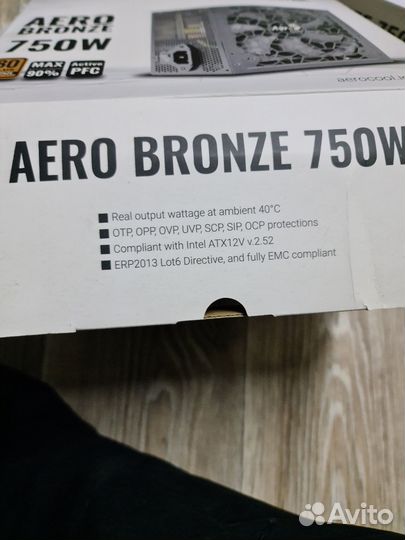 AERO
BRONZE
750W
80
MAX
90%
Active
PFC
aerocool.i
AERO BRONZE 750W
Real output wattage at ambient 40°C
OTP, OPP, OVP, UVP, SCP, SIP, OCP protections
Compliant with Intel ATX12V v.2.52
ERP2013 Lot6 Directive, and fully EMC compliant
Avito